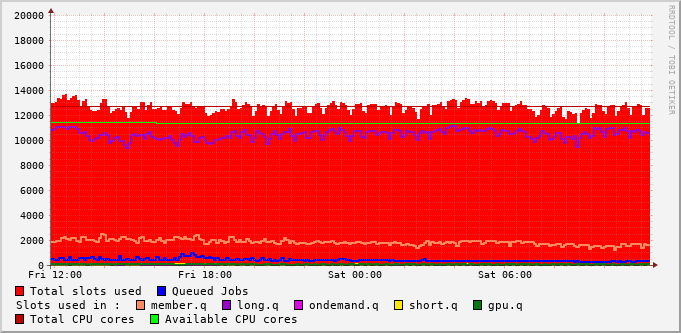 20000
18000
16000
14000
12000
10000
8000
6000
4000
2000
0
Fri 12:00 Fri 18:00 Sat 00:00 Sat 06:00
Total slots used Queued Jobs
Slots used in : member.q long.q ondemand.q short.q gpu.q
Total CPU cores Available CPU cores
RRDTOOL / TOBI OETIKER